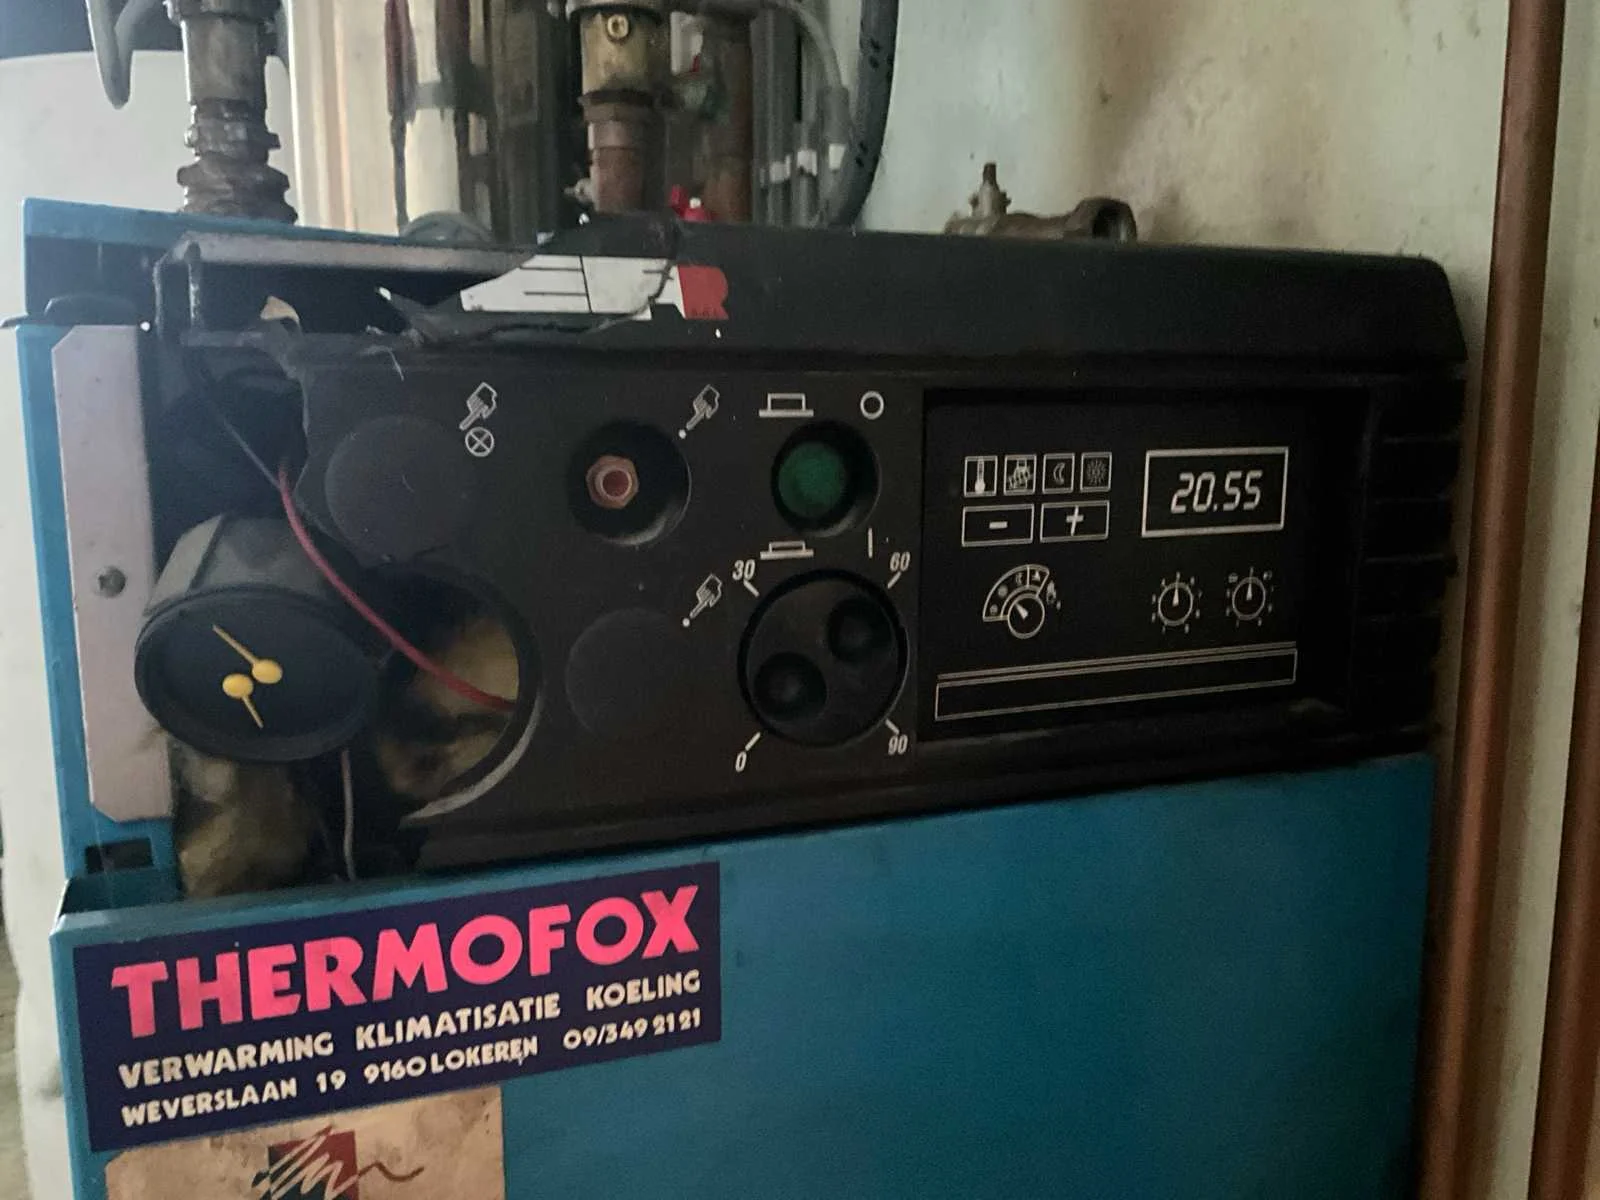 R
30
60
20.55
- +
0
90
THERMOFOX
VERWARMING KLIMATISATIE KOELING
WEVERSLAAN 19 9160 LOKEREN 09/349 21 21